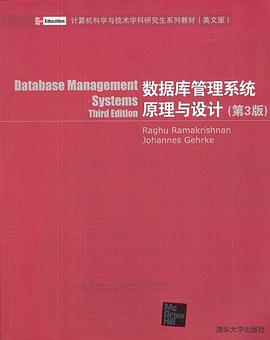 Education
计算机科学与技术学科研究生系列教材（英文版）
Database Management
Systems
Third Edition
数据库管理系统
原理与设计（第3版）
Raghu Ramakrishnan
Johannes Gehrke
Mc
Graw
Hill
清华大学出版社